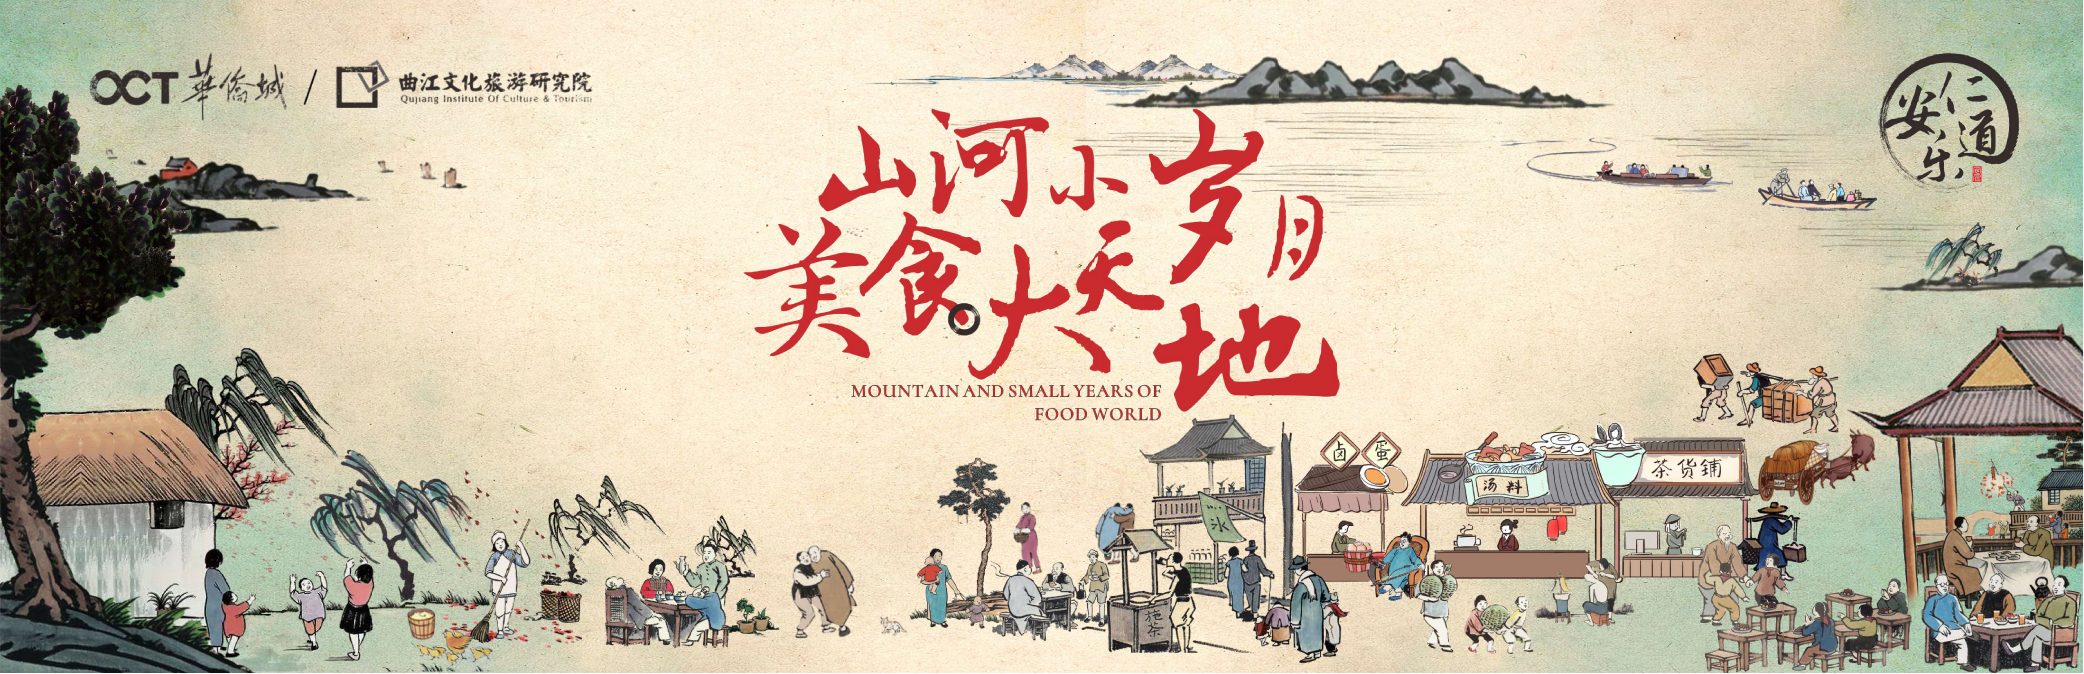 OCT 華僑城 / 曲江文化旅游研究院
Qujiang Institute Of Culture & Tourism
仁道
安乐
山河小岁月
美食大天地
MOUNTAIN AND SMALL YEARS OF
FOOD WORLD
卤蛋
汤料
茶货铺
冰
施茶